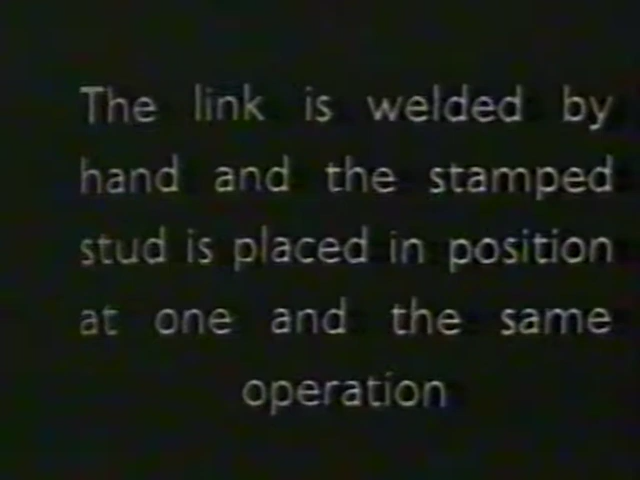 The link is welded by
hand and the stamped
stud is placed in position
at one and the same
operation